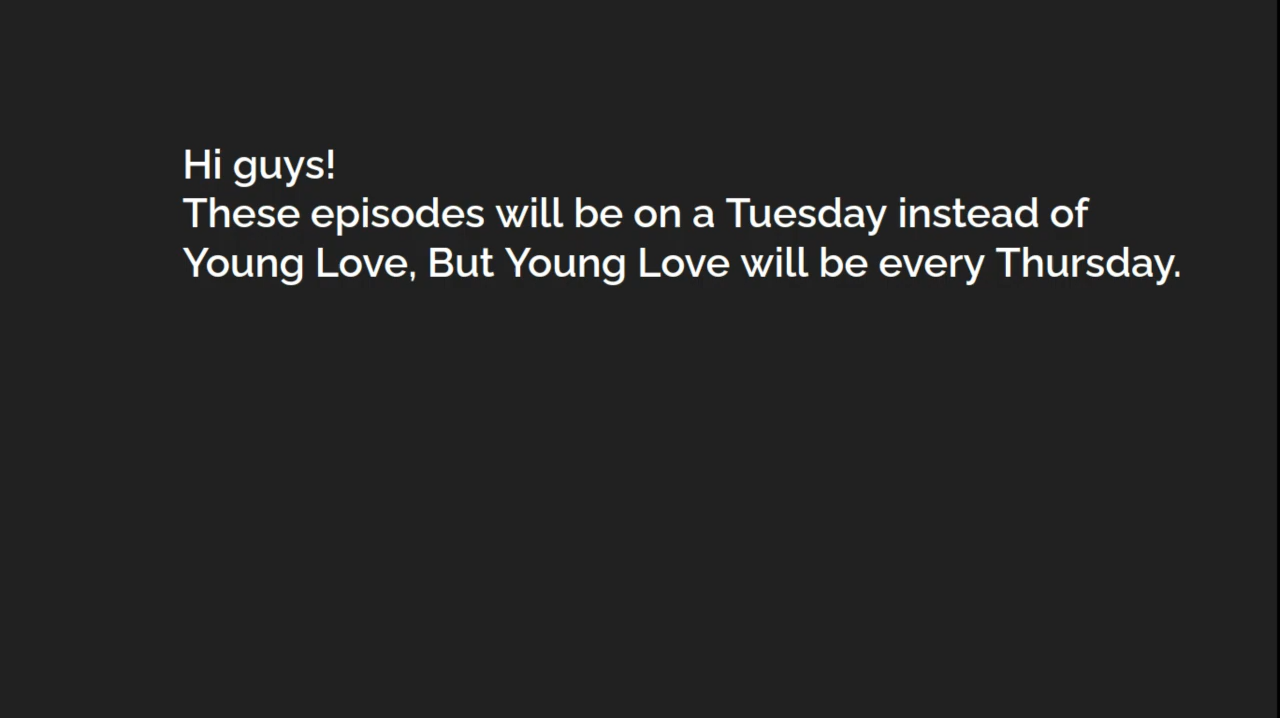 Hi guys!
These episodes will be on a Tuesday instead of
Young Love, But Young Love will be every Thursday.